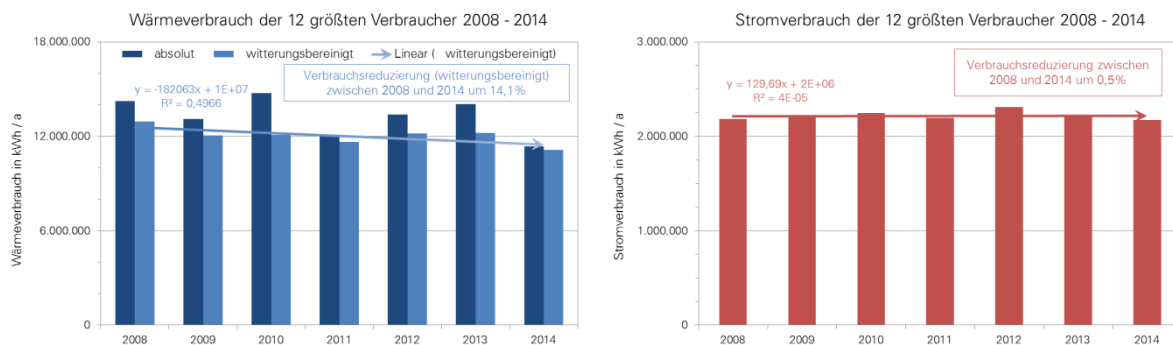 Wärmeverbrauch der 12 größten Verbraucher 2008 - 2014
18.000.000
12.000.000
6.000.000
0
Wärmeverbrauch in kWh / a
absolut
witterungsbereinigt
Linear ( witterungsbereinigt)
y = -182063x + 1E+07
R² = 0,4966
Verbrauchsreduzierung (witterungsbereinigt)
zwischen 2008 und 2014 um 14,1%
2008 2009 2010 2011 2012 2013 2014
Stromverbrauch der 12 größten Verbraucher 2008 - 2014
3.000.000
2.000.000
1.000.000
0
Stromverbrauch in kWh / a
y = 129,69x + 2E+06
R² = 4E-05
Verbrauchsreduzierung zwischen
2008 und 2014 um 0,5%
2008 2009 2010 2011 2012 2013 2014